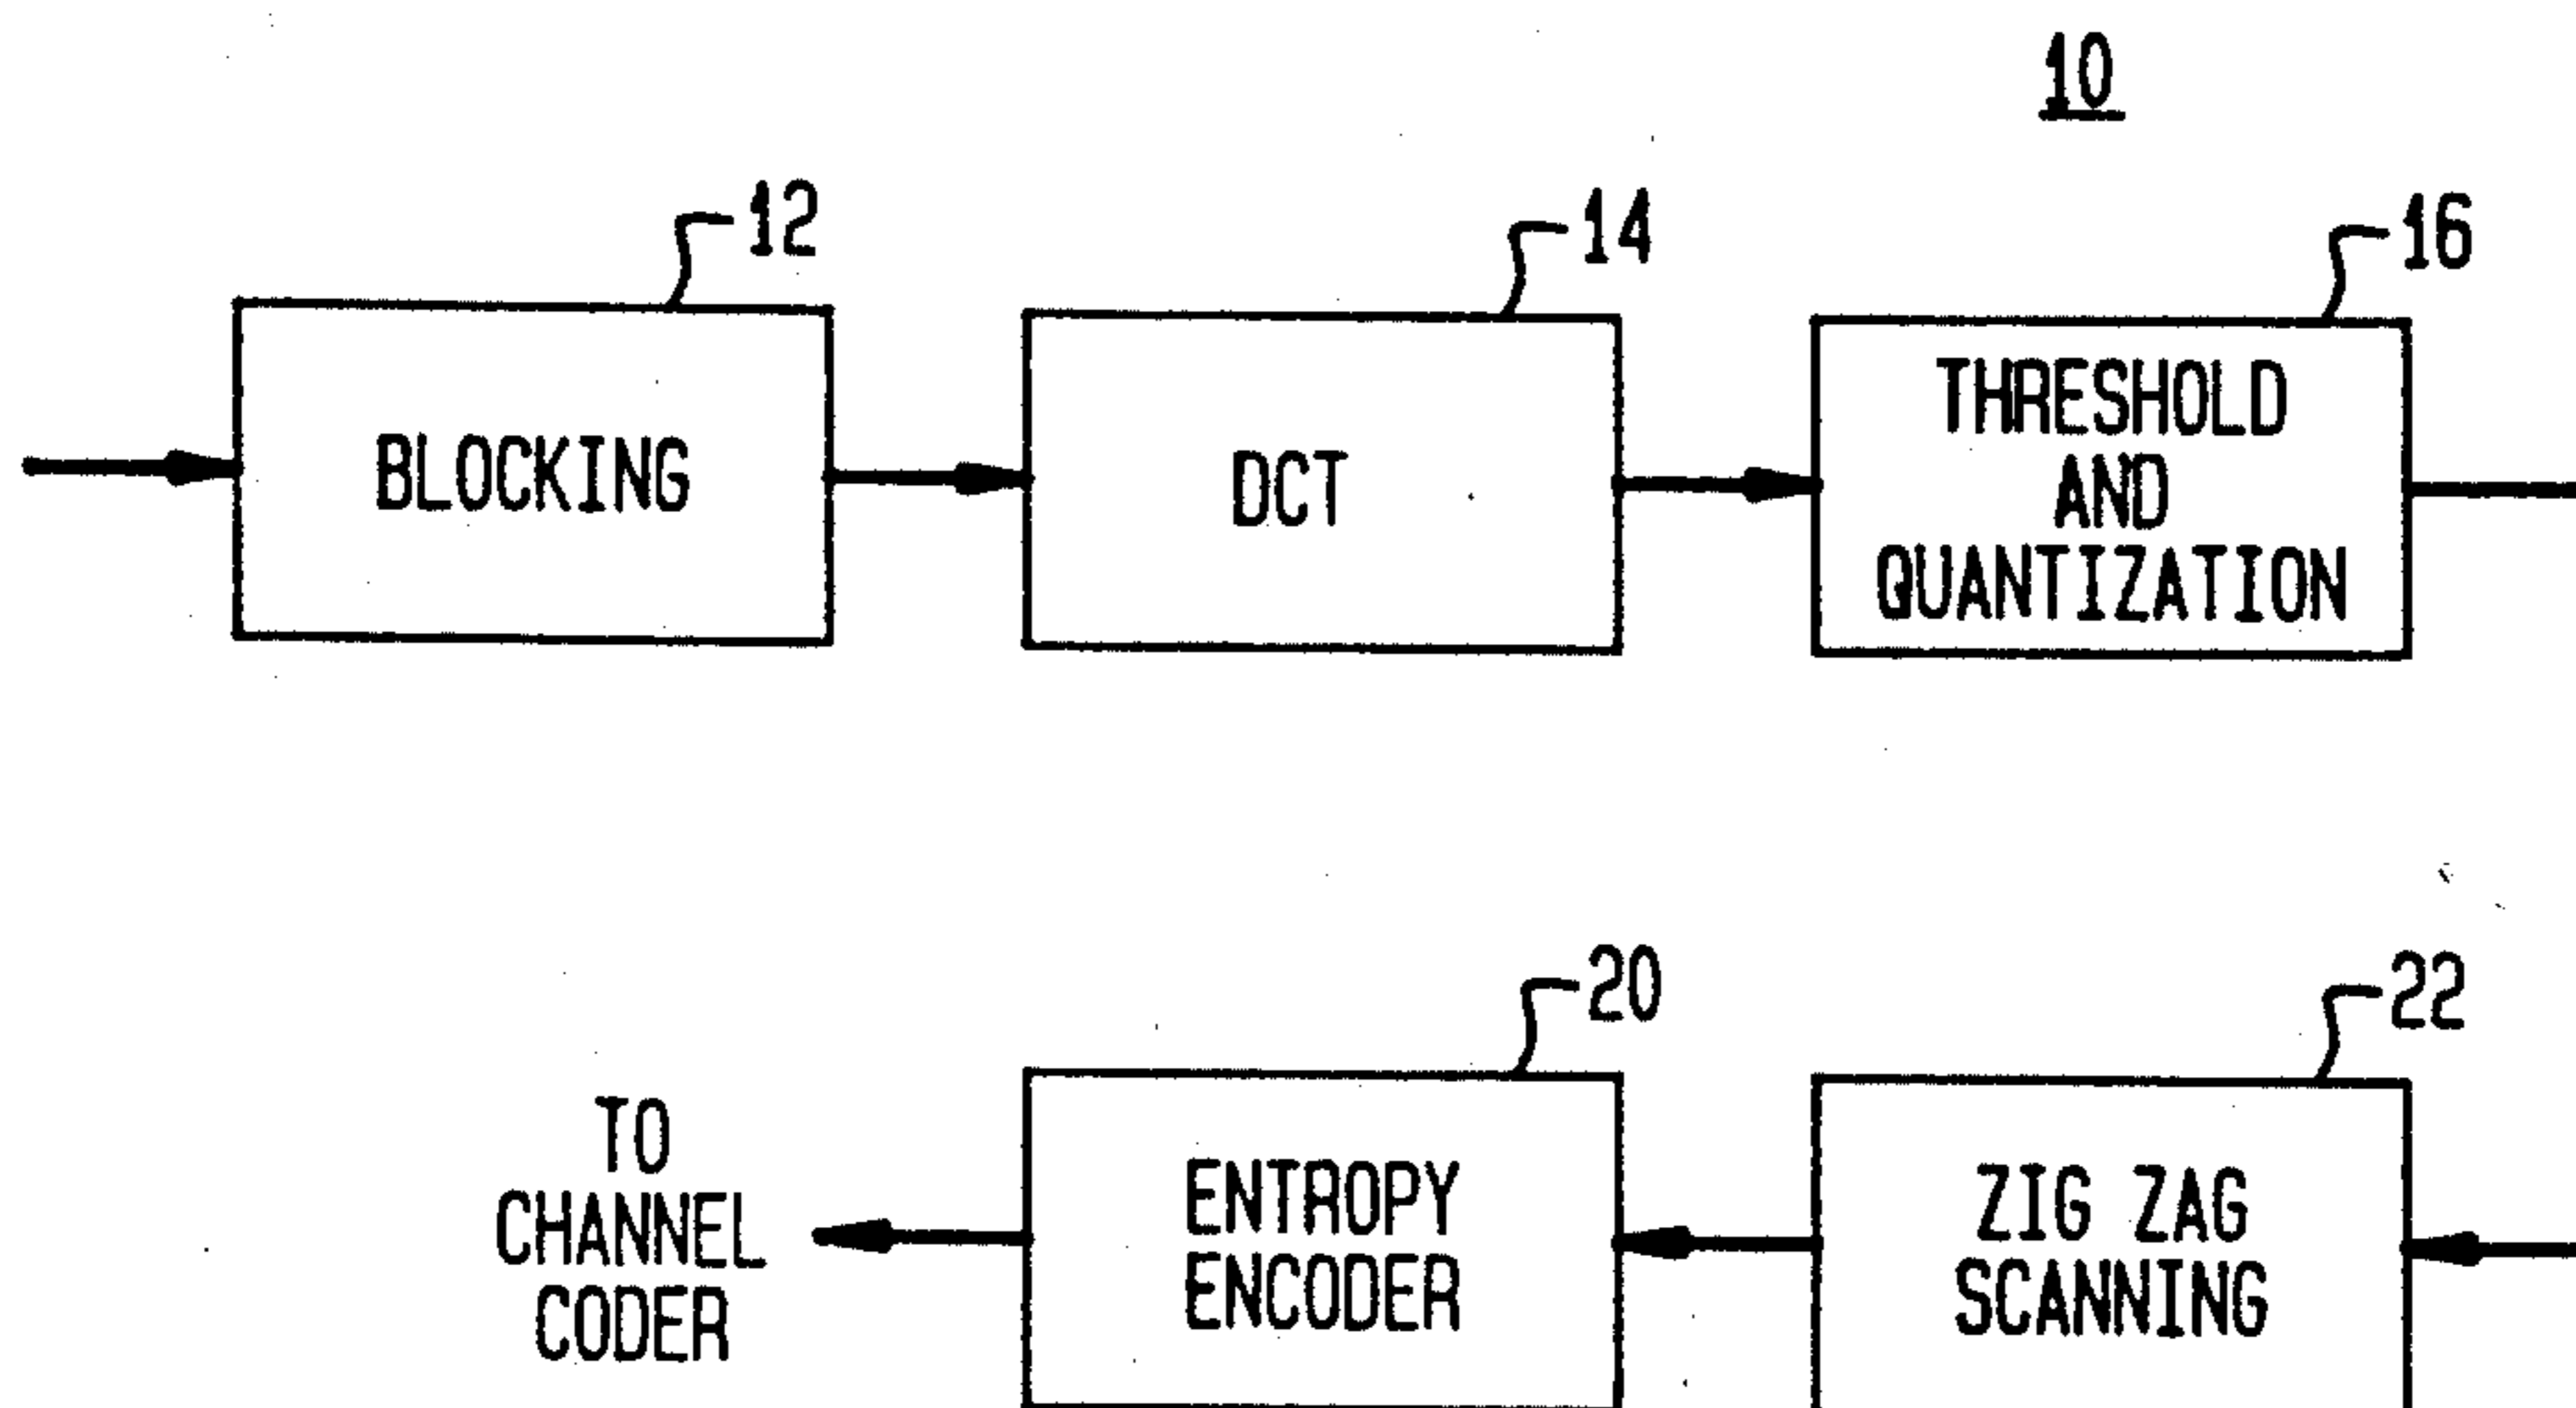 10
12
14
16
BLOCKING
DCT
THRESHOLD
AND
QUANTIZATION
20
22
TO
CHANNEL
CODER
ENTROPY
ENCODER
ZIG ZAG
SCANNING